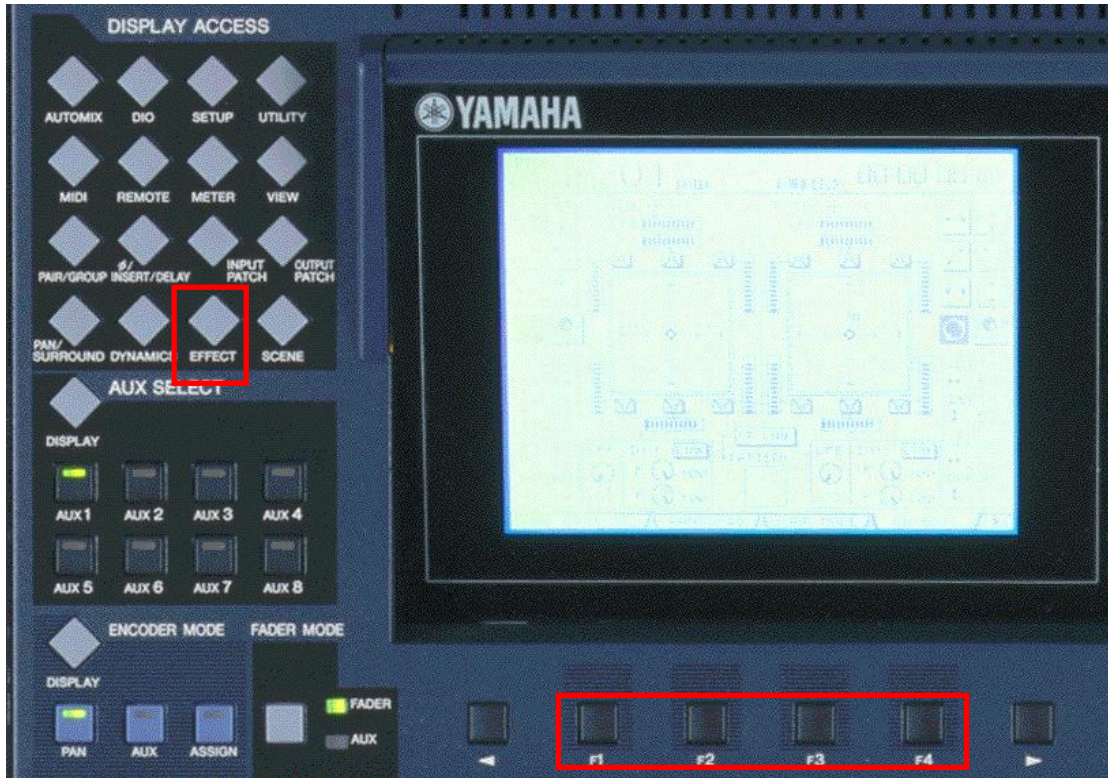 DISPLAY ACCESS
AUTOMIX DIO SETUP UTILITY
MIDI REMOTE METER VIEW
PAIR/GROUP ø/INSERT/DELAY INPUT PATCH OUTPUT PATCH
PAN/SURROUND DYNAMICS EFFECT SCENE
AUX SELECT
DISPLAY
AUX 1 AUX 2 AUX 3 AUX 4
AUX 5 AUX 6 AUX 7 AUX 8
ENCODER MODE FADER MODE
DISPLAY
FADER
AUX
PAN AUX ASSIGN
YAMAHA
◄ F1 F2 F3 F4 ►